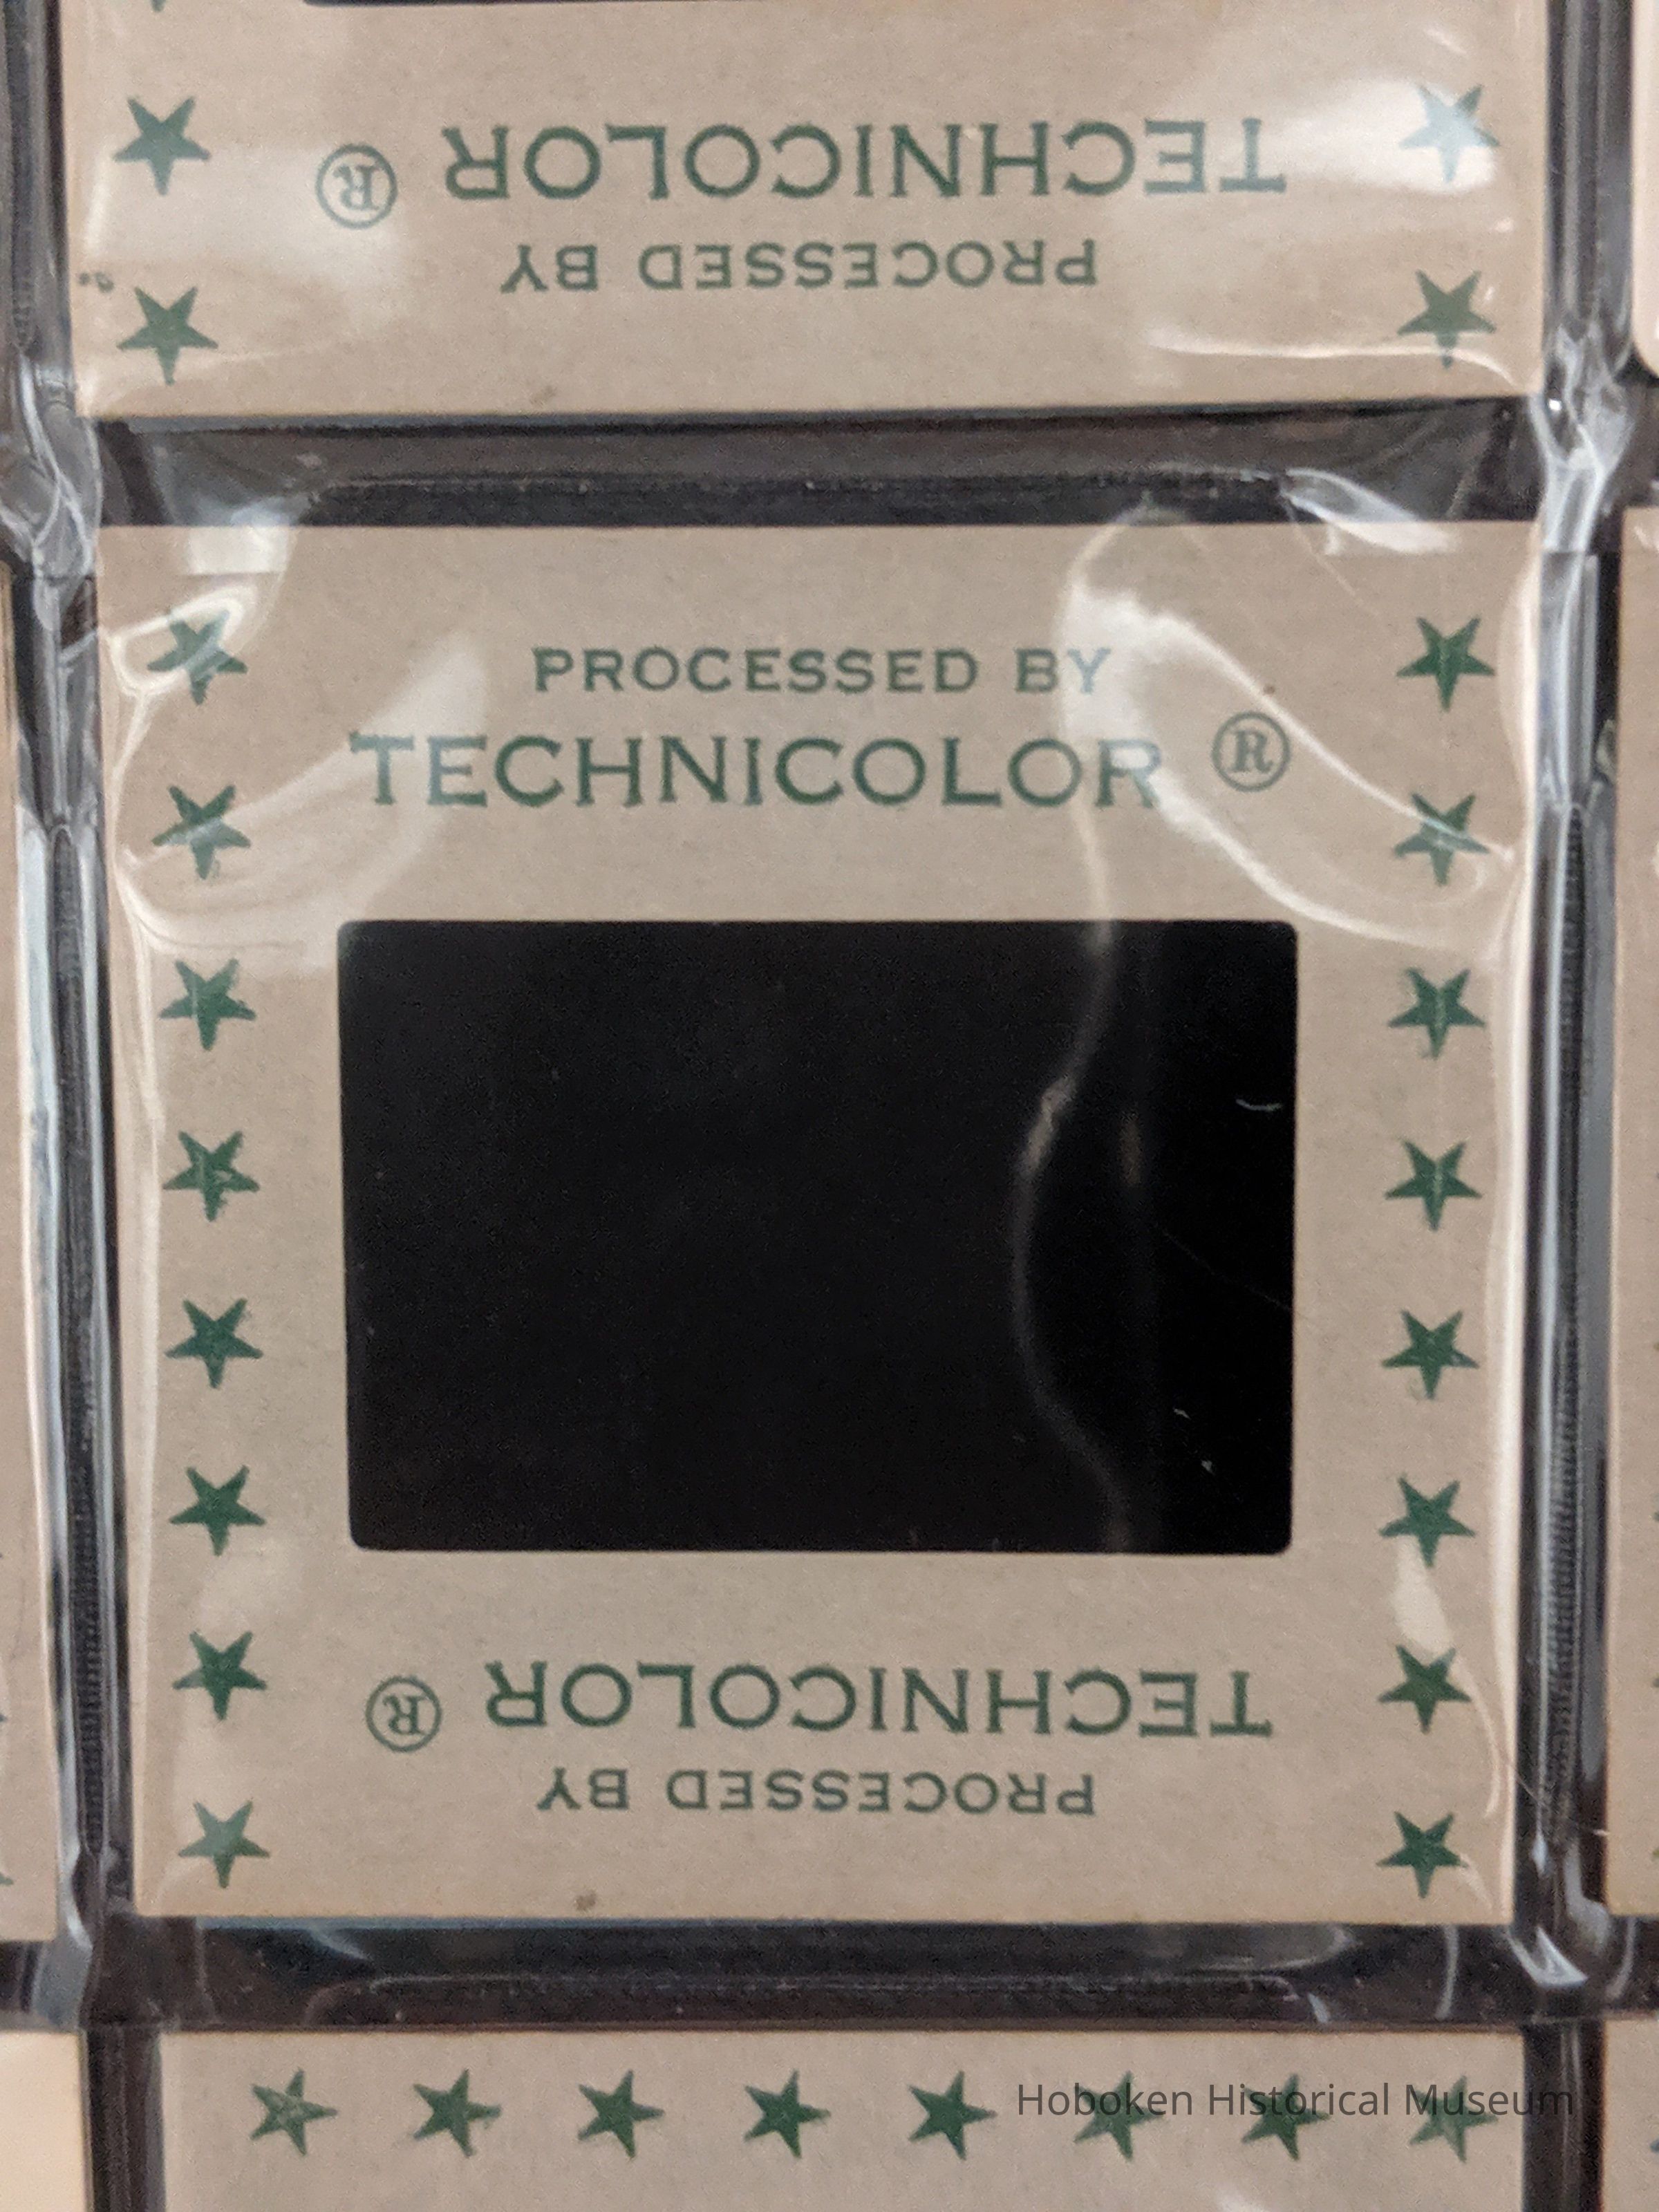 TECHNICOLOR ®
PROCESSED BY
PROCESSED BY
TECHNICOLOR ®
TECHNICOLOR ®
PROCESSED BY
Hoboken Historical Museum